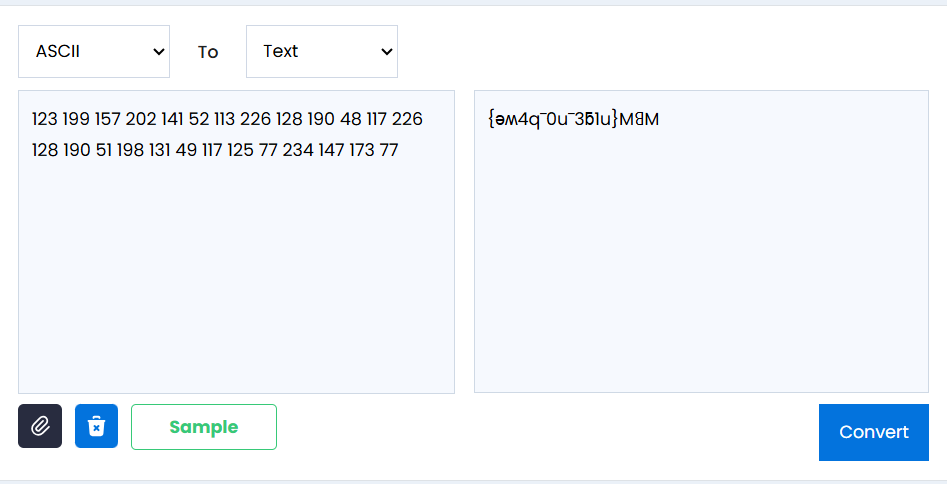 ASCII To Text
123 199 157 202 141 52 113 226 128 190 48 117 226
128 190 51 198 131 49 117 125 77 234 147 173 77
{ǝʍ4q‾0u‾3ƃ1u}MꓭM
Sample
Convert